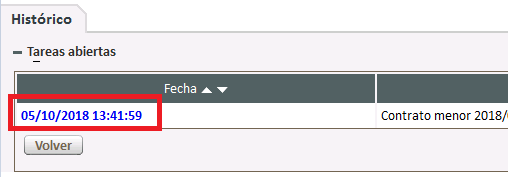 Histórico
Tareas abiertas
Fecha
05/10/2018 13:41:59 Contrato menor 2018/
Volver